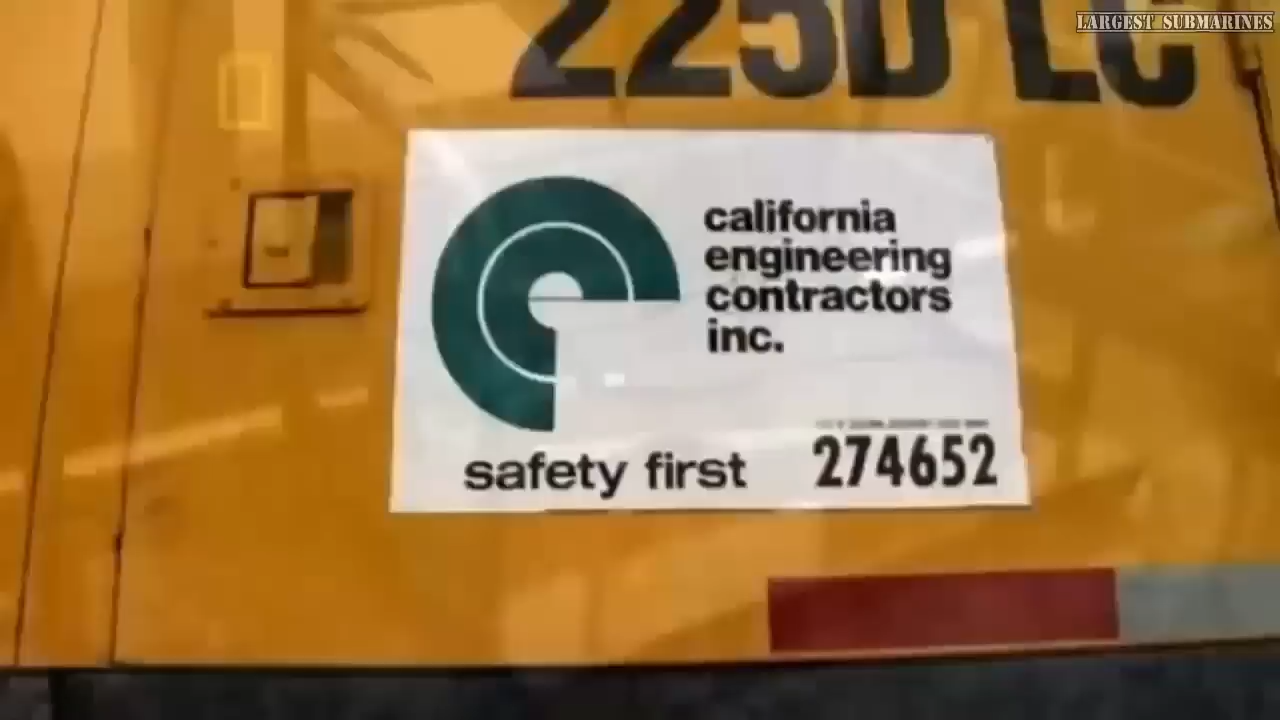 LARGEST SUBMARINES
225D LC
california
engineering
contractors
inc.
safety first
274652